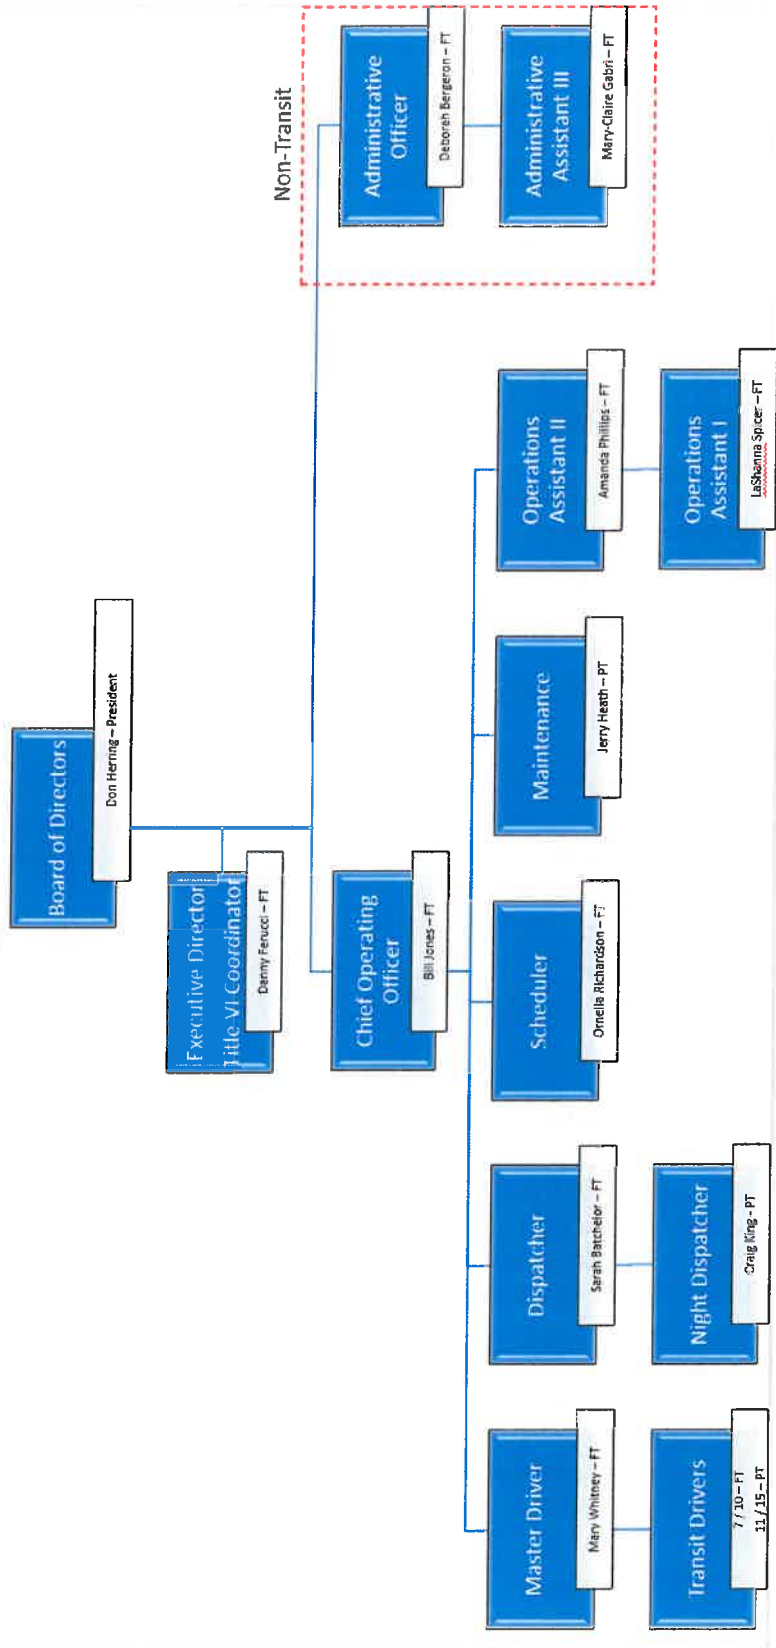 Board of Directors
Don Herring – President
Executive Director
Title VI Coordinator
Danny Ferucci – FT
Non-Transit
Chief Operating
Officer
Bill Jones – FT
Administrative
Officer
Deboreh Bergeron – FT
Administrative
Assistant III
Mary-Claire Gabri – FT
Master Driver
Mary Whitney – FT
Dispatcher
Sarah Batchelor – FT
Scheduler
Ornella Richardson – FT
Maintenance
Jerry Heath – PT
Operations
Assistant II
Amanda Phillips – FT
Transit Drivers
7 / 10 – FT
11 / 15 – PT
Night Dispatcher
Craig King - PT
Operations
Assistant I
LaShanna Spicer – FT